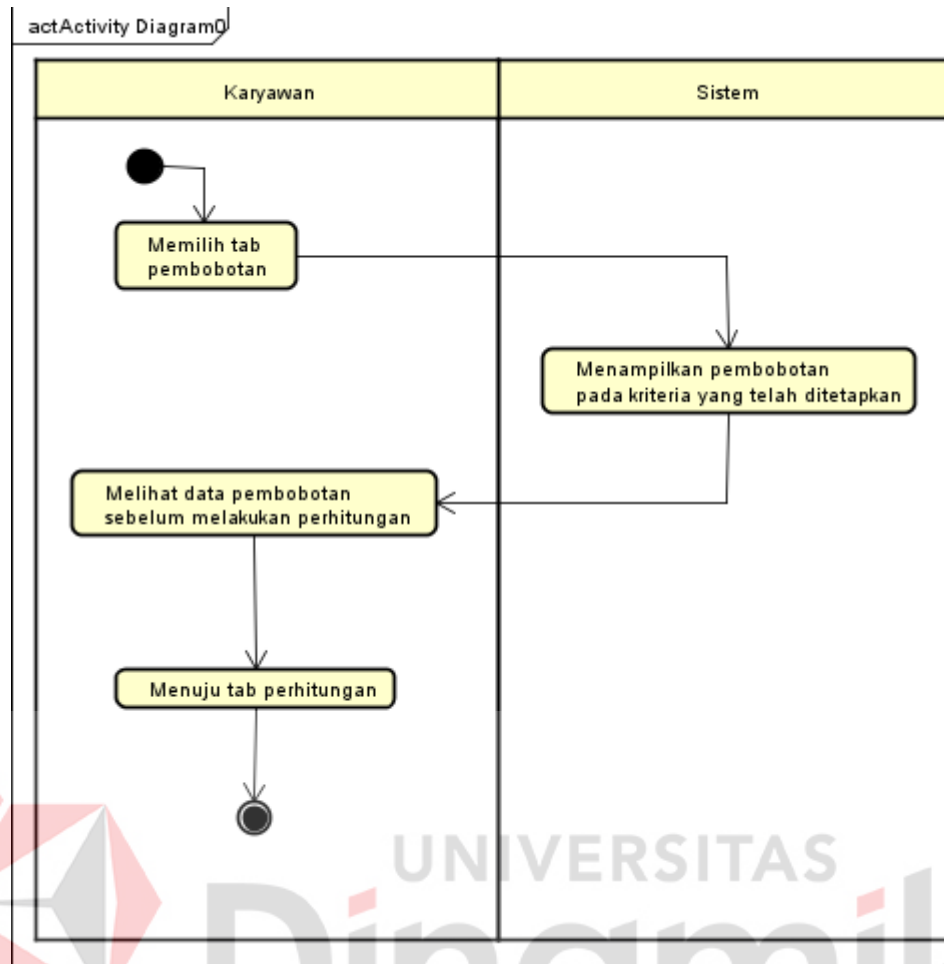 actActivity Diagram0
Karyawan
Sistem
Memilih tab
pembobotan
Menampilkan pembobotan
pada kriteria yang telah ditetapkan
Melihat data pembobotan
sebelum melakukan perhitungan
Menuju tab perhitungan
UNIVERSITAS